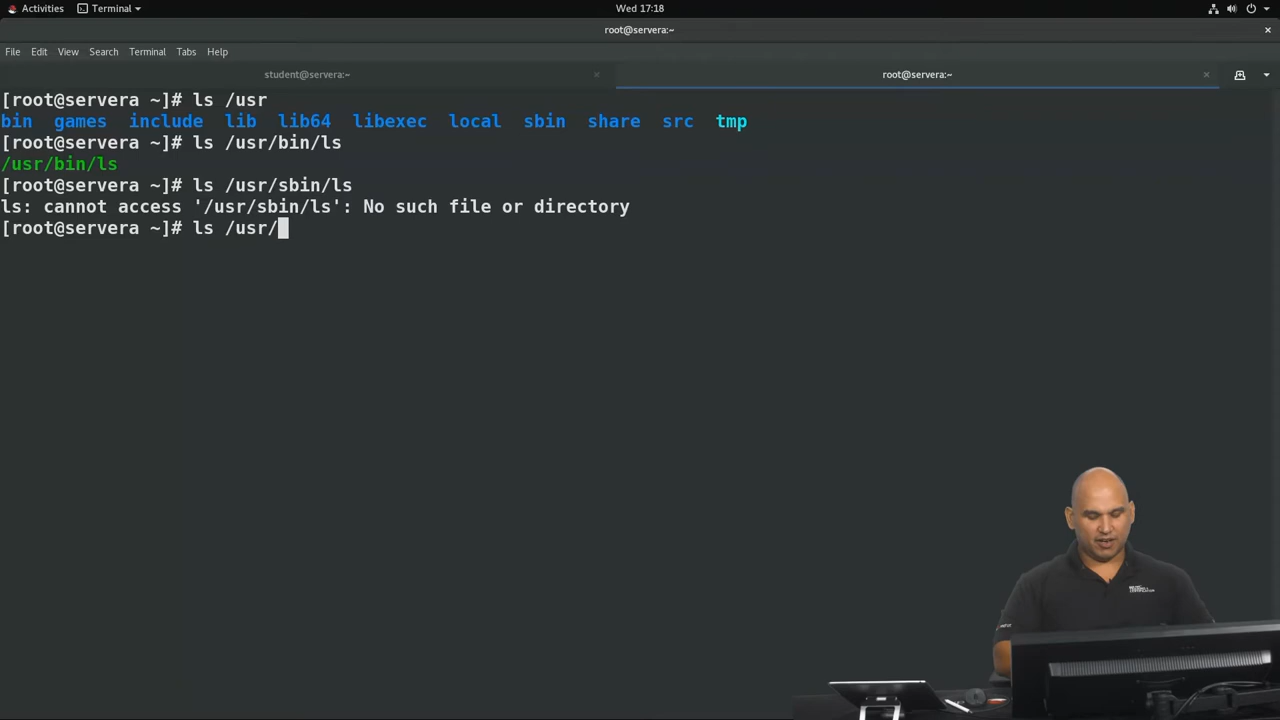 Activities Terminal Wed 17:18
root@servera:~
File Edit View Search Terminal Tabs Help
student@servera:~ root@servera:~
[root@servera ~]# ls /usr
bin games include lib lib64 libexec local sbin share src tmp
[root@servera ~]# ls /usr/bin/ls
/usr/bin/ls
[root@servera ~]# ls /usr/sbin/ls
ls: cannot access '/usr/sbin/ls': No such file or directory
[root@servera ~]# ls /usr/